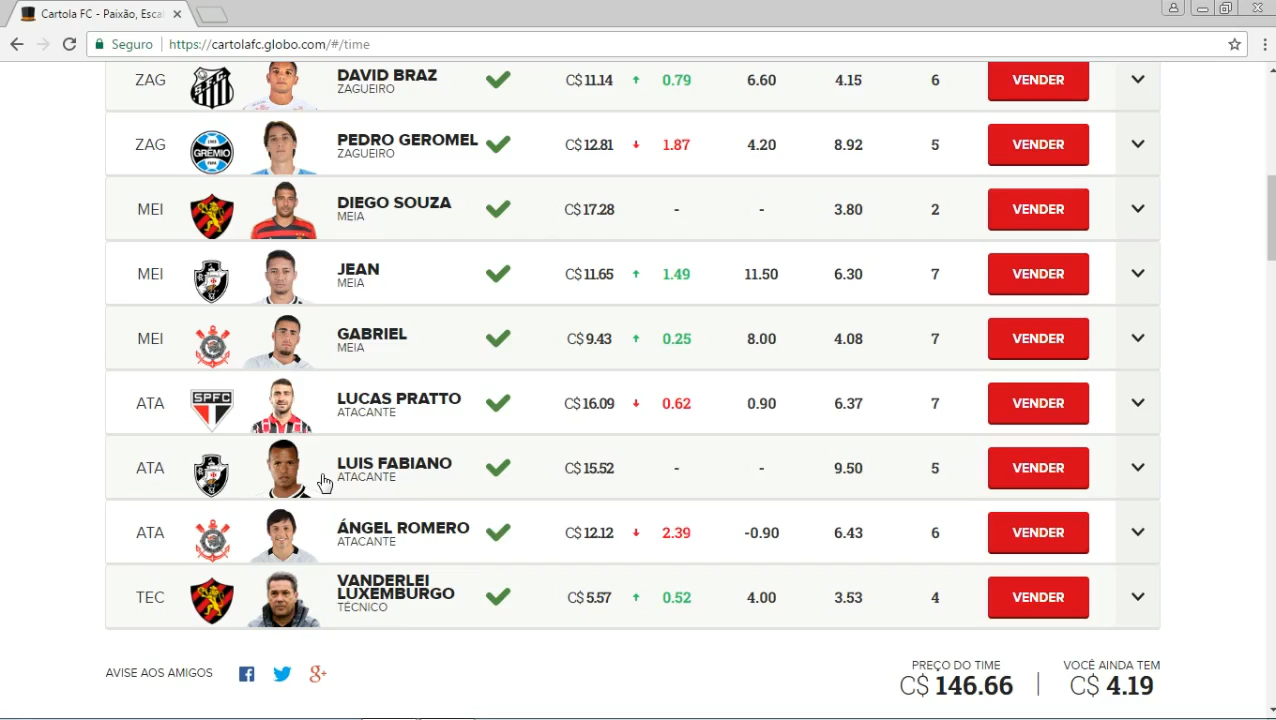 Cartola FC - Paixão, Esca
Seguro https://cartolafc.globo.com/#/time
ZAG DAVID BRAZ C$ 11.14 0.79 6.60 4.15 6 VENDER
ZAGUEIRO
ZAG GRÊMIO PEDRO GEROMEL C$ 12.81 1.87 4.20 8.92 5 VENDER
ZAGUEIRO
MEI DIEGO SOUZA C$ 17.28 - - 3.80 2 VENDER
MEIA
MEI JEAN C$ 11.65 1.49 11.50 6.30 7 VENDER
MEIA
MEI GABRIEL C$ 9.43 0.25 8.00 4.08 7 VENDER
MEIA
ATA SPFC LUCAS PRATTO C$ 16.09 0.62 0.90 6.37 7 VENDER
ATACANTE
ATA LUIS FABIANO C$ 15.52 - - 9.50 5 VENDER
ATACANTE
ATA ÁNGEL ROMERO C$ 12.12 2.39 -0.90 6.43 6 VENDER
ATACANTE
VANDERLEI
TEC LUXEMBURGO C$ 5.57 0.52 4.00 3.53 4 VENDER
TÉCNICO
AVISE AOS AMIGOS
PREÇO DO TIME
C$ 146.66
VOCÊ AINDA TEM
C$ 4.19